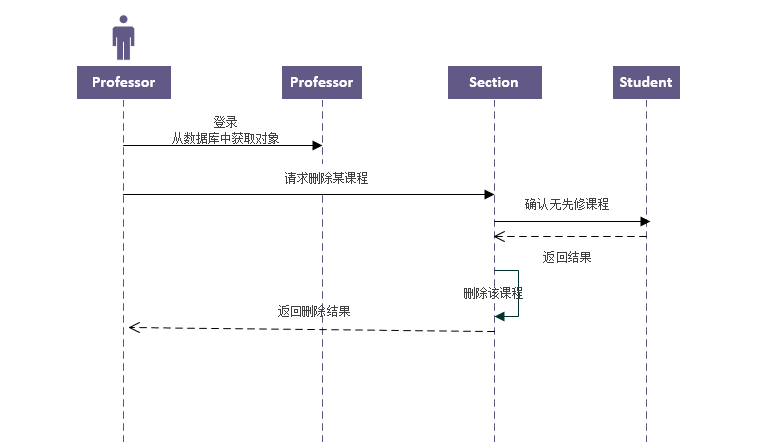 Professor
Professor
Section
Student
登录
从数据库中获取对象
请求删除某课程
确认无先修课程
返回结果
删除该课程
返回删除结果